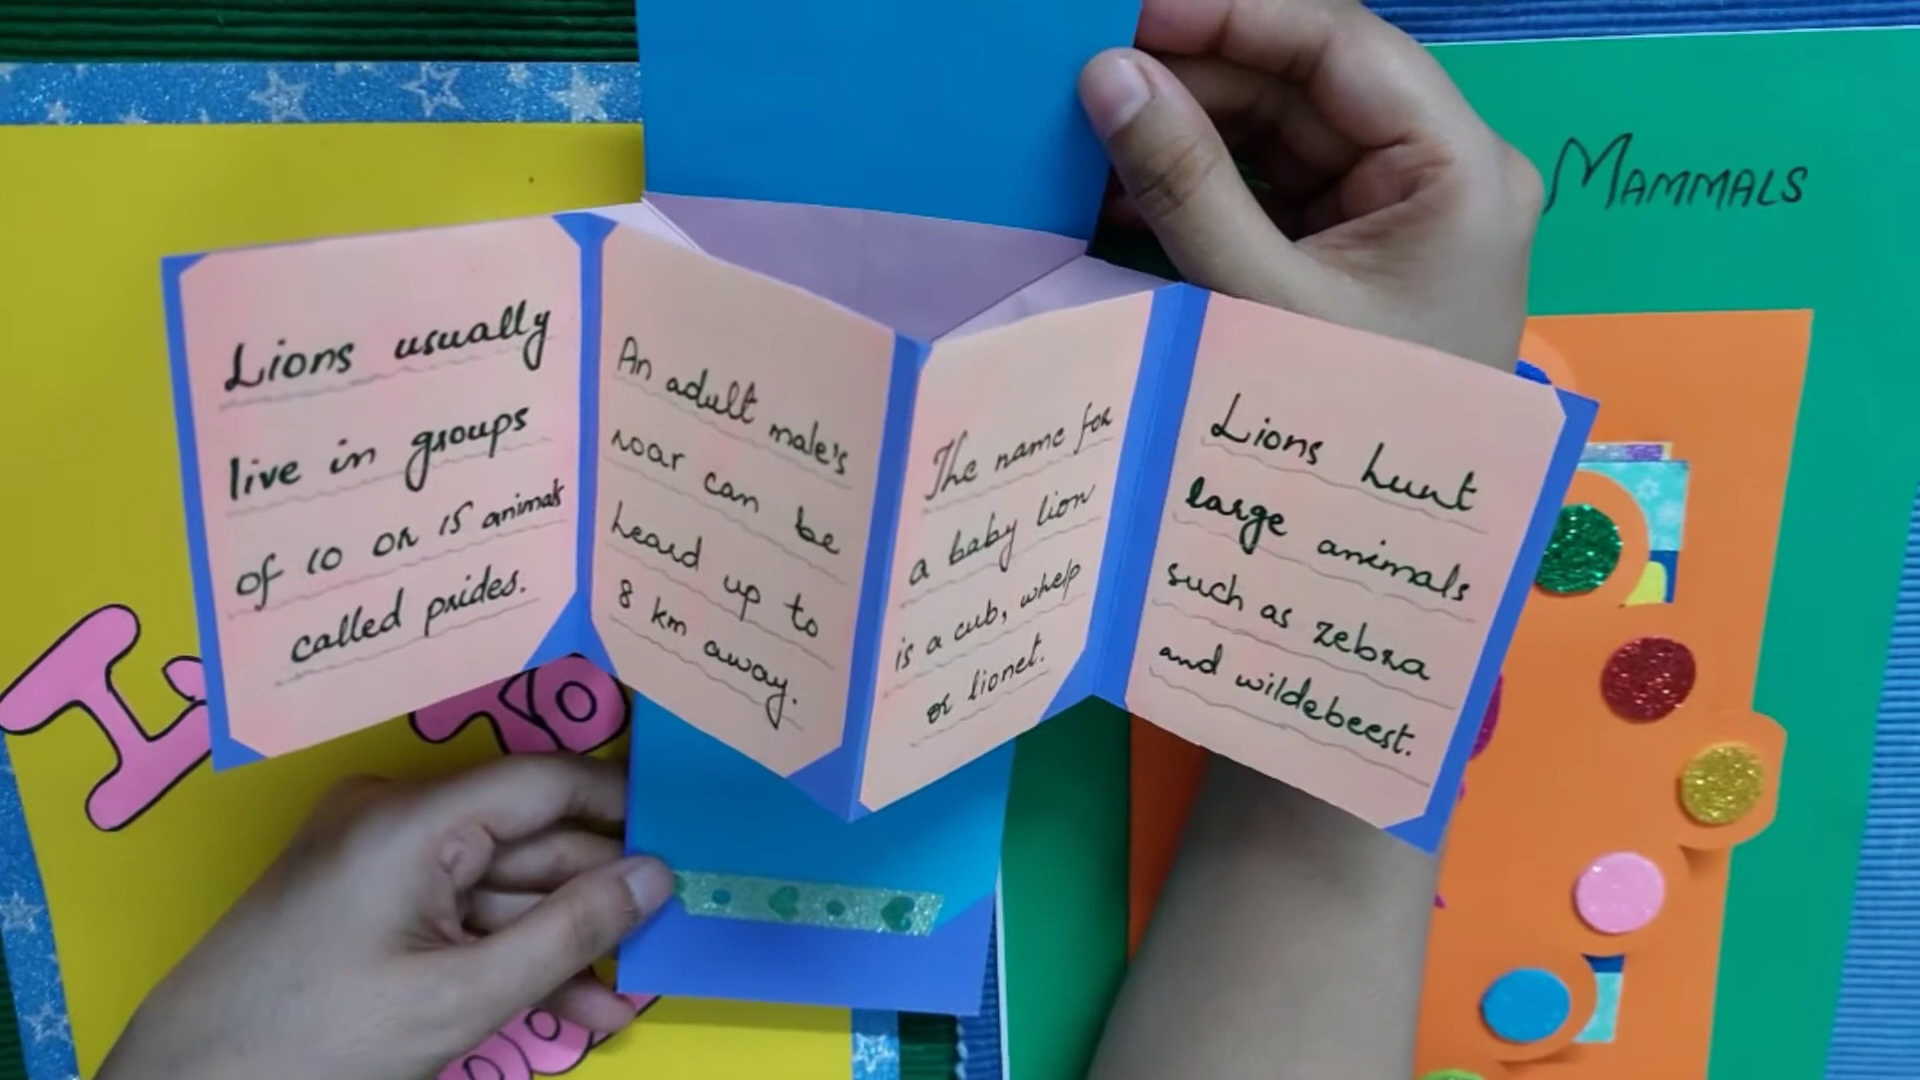 Lions usually
live in groups
of 10 or 15 animals
called prides.
An adult male's
roar can be
heard up to
8 km away.
The name for
a baby lion
is a cub, whelp
or lionet.
Lions hunt
large animals
such as zebra
and wildebeest.
MAMMALS
To